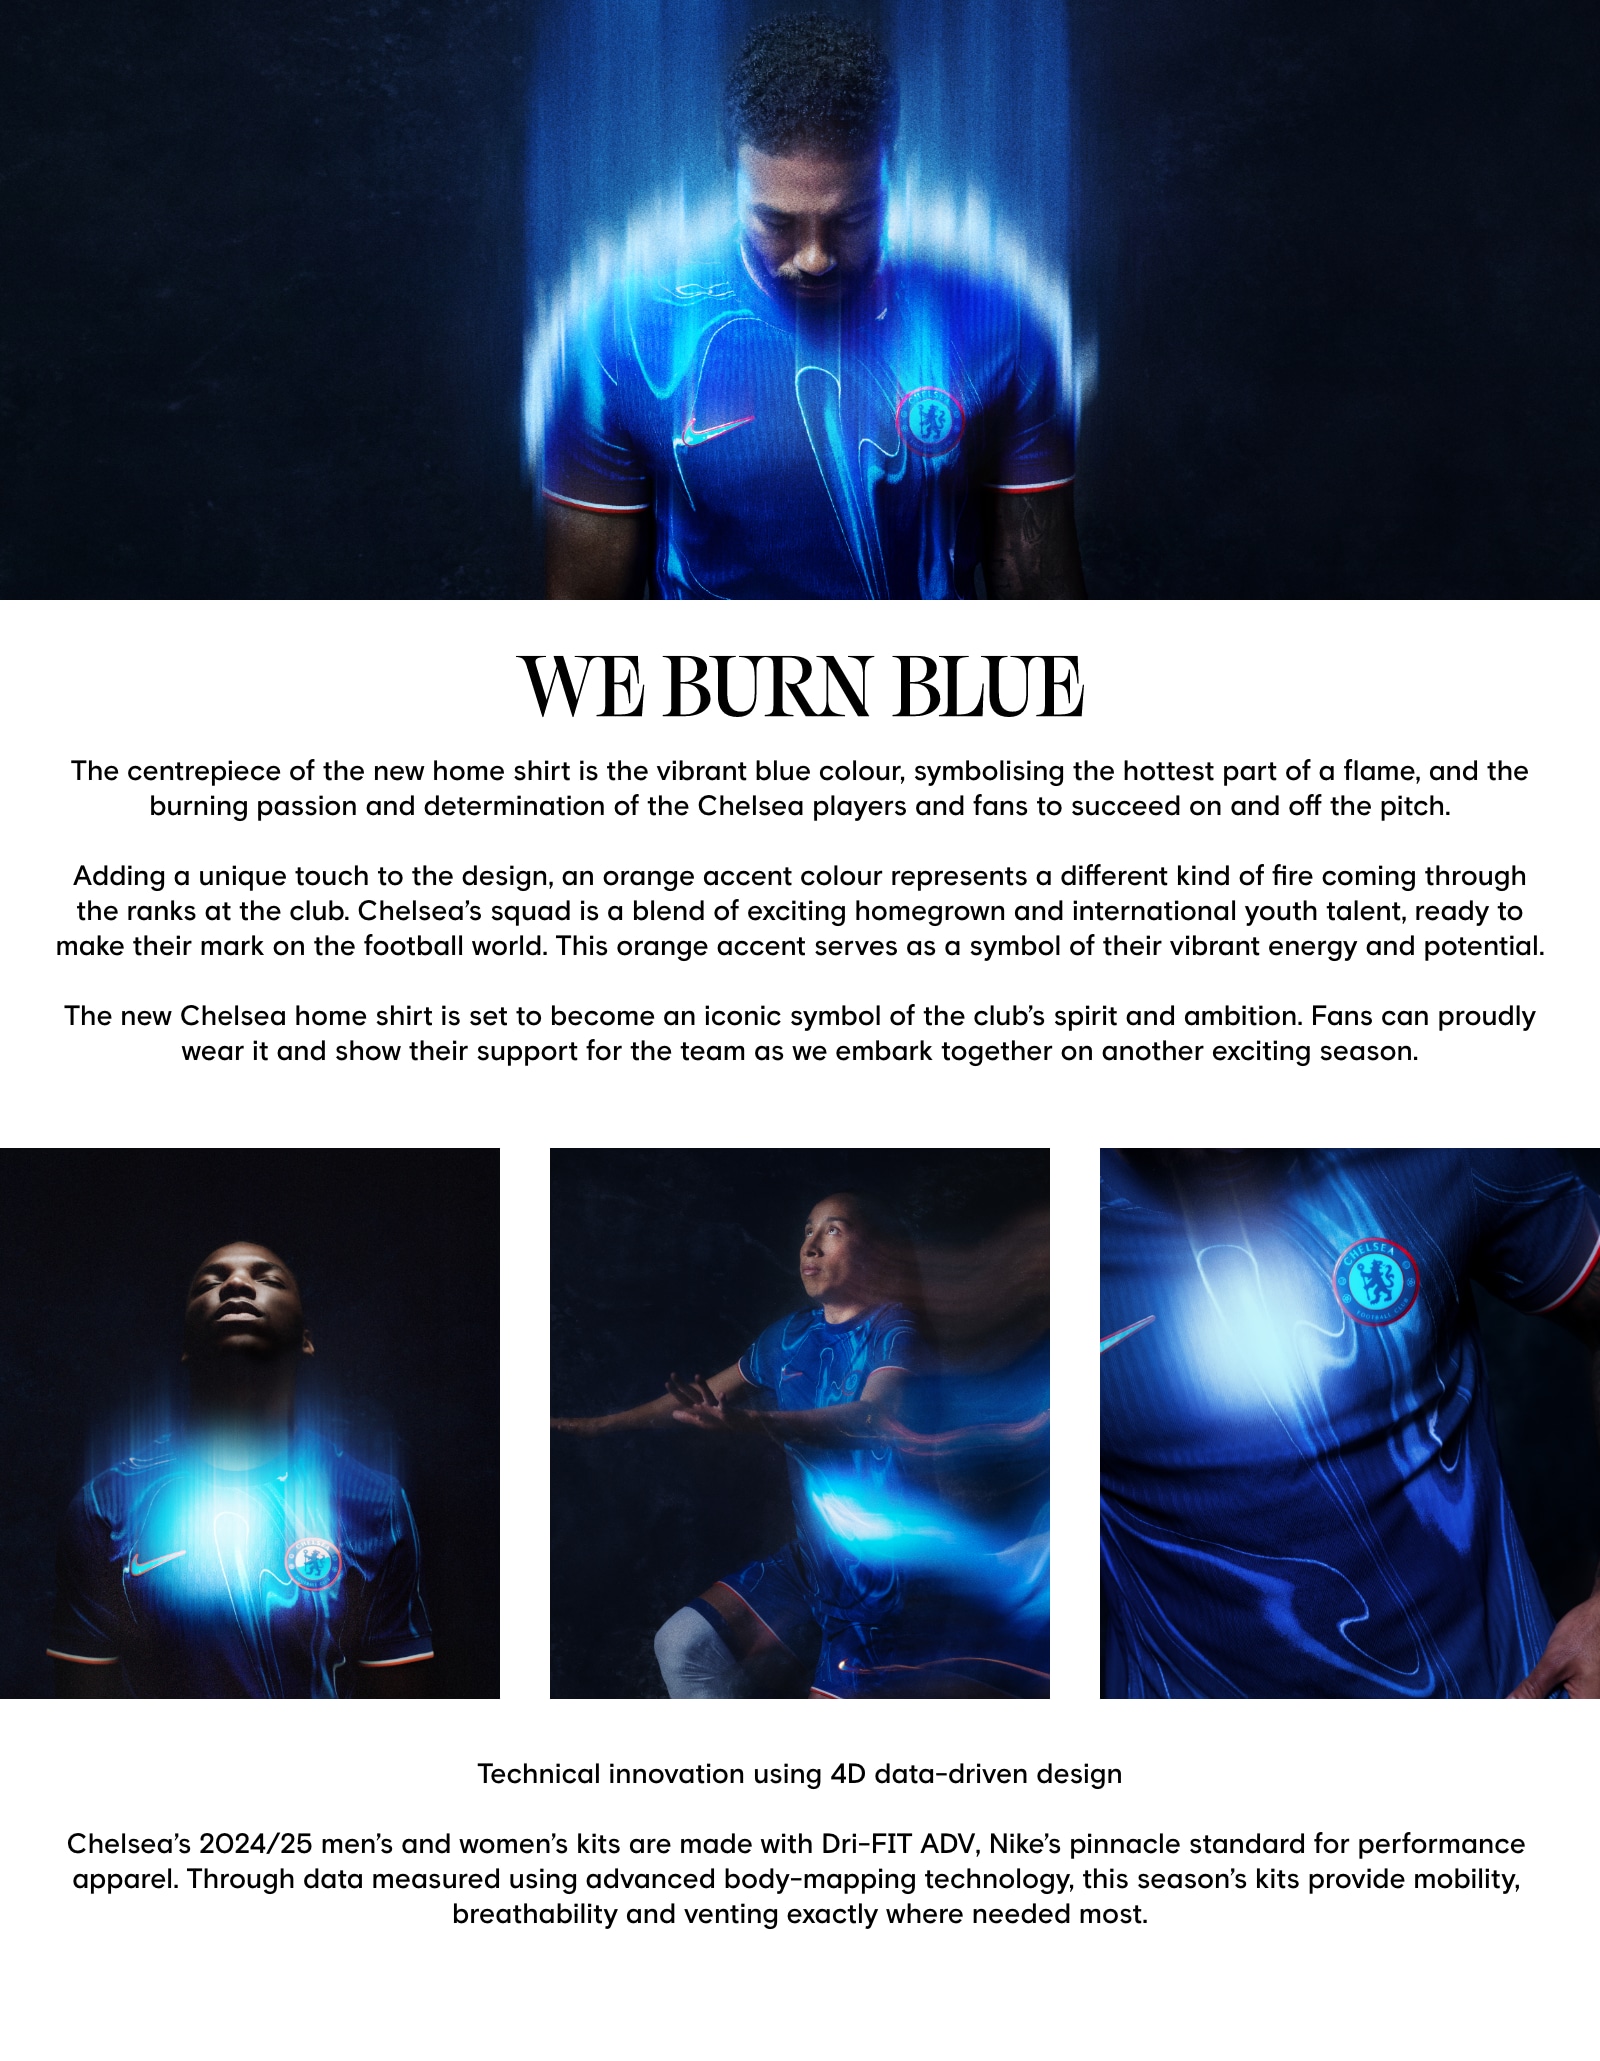 WE BURN BLUE
The centrepiece of the new home shirt is the vibrant blue colour, symbolising the hottest part of a flame, and the
burning passion and determination of the Chelsea players and fans to succeed on and off the pitch.
Adding a unique touch to the design, an orange accent colour represents a different kind of fire coming through
the ranks at the club. Chelsea’s squad is a blend of exciting homegrown and international youth talent, ready to
make their mark on the football world. This orange accent serves as a symbol of their vibrant energy and potential.
The new Chelsea home shirt is set to become an iconic symbol of the club’s spirit and ambition. Fans can proudly
wear it and show their support for the team as we embark together on another exciting season.
CHELSEA
FOOTBALL CLUB
CHELSEA
FOOTBALL CLUB
Technical innovation using 4D data-driven design
Chelsea’s 2024/25 men’s and women’s kits are made with Dri-FIT ADV, Nike’s pinnacle standard for performance
apparel. Through data measured using advanced body-mapping technology, this season’s kits provide mobility,
breathability and venting exactly where needed most.